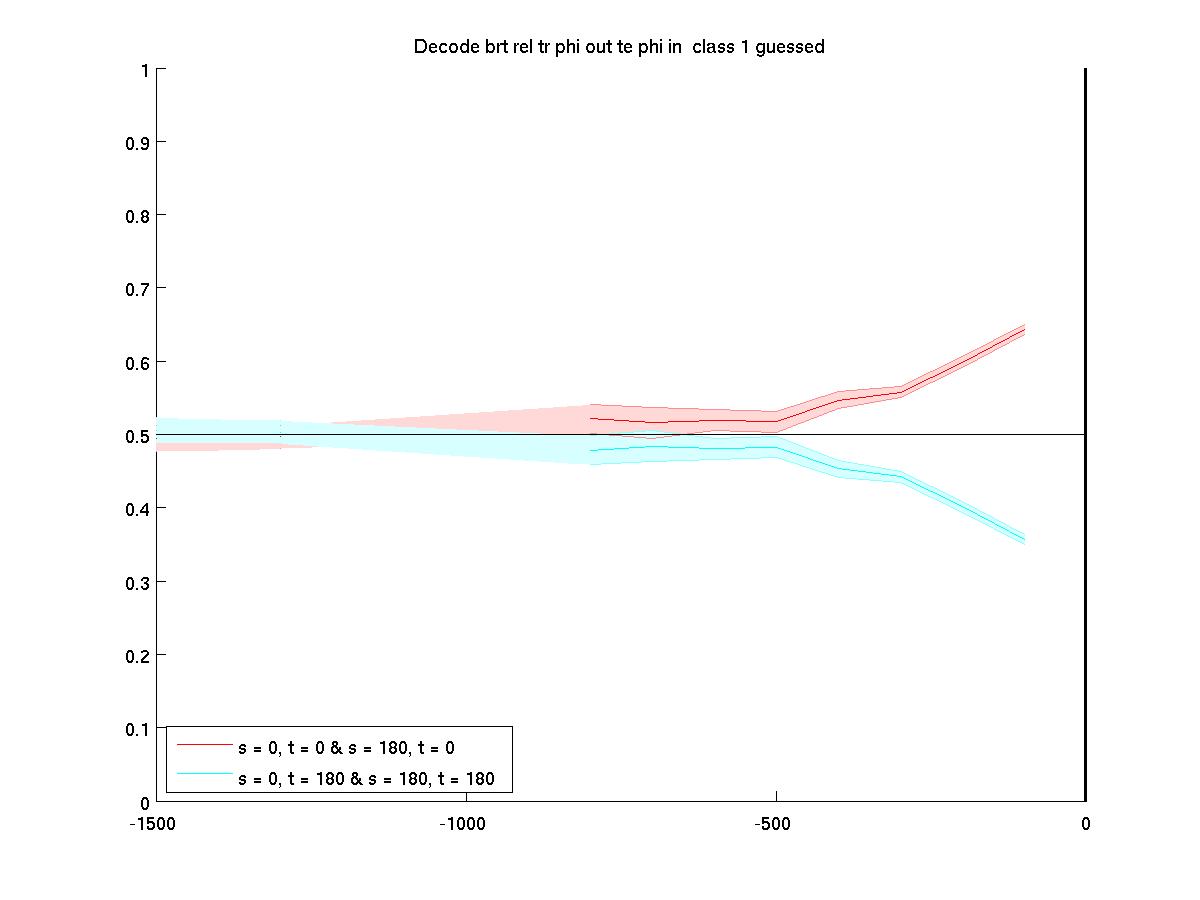 Decode brt rel tr phi out te phi in class 1 guessed
1
0.9
0.8
0.7
0.6
0.5
0.4
0.3
0.2
0.1
0
s = 0, t = 0 & s = 180, t = 0
s = 0, t = 180 & s = 180, t = 180
-1500 -1000 -500 0